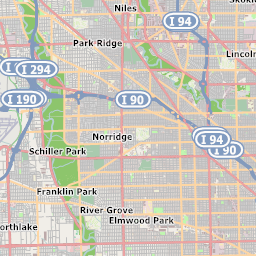 Niles
Skokie
I 94
Park Ridge
Lincoln
I 294
I 190
I 90
Norridge
I 94
I 90
Schiller Park
Franklin Park
River Grove
Elmwood Park
orthlake